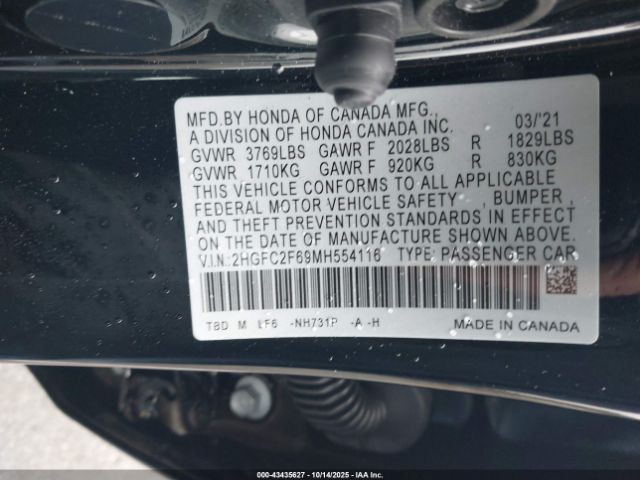 MFD.BY HONDA OF CANADA MFG., 03/'21
A DIVISION OF HONDA CANADA INC.
GVWR 3769LBS GAWR F 2028LBS R 1829LBS
GVWR 1710KG GAWR F 920KG R 830KG
THIS VEHICLE CONFORMS TO ALL APPLICABLE
FEDERAL MOTOR VEHICLE SAFETY , BUMPER ,
AND THEFT PREVENTION STANDARDS IN EFFECT
ON THE DATE OF MANUFACTURE SHOWN ABOVE.
V.I.N: 2HGFC2F69MH554116 TYPE: PASSENGER CAR
TBD M LF6 -NH731P -A -H MADE IN CANADA
000-43435627 - 10/14/2025 - IAA Inc.